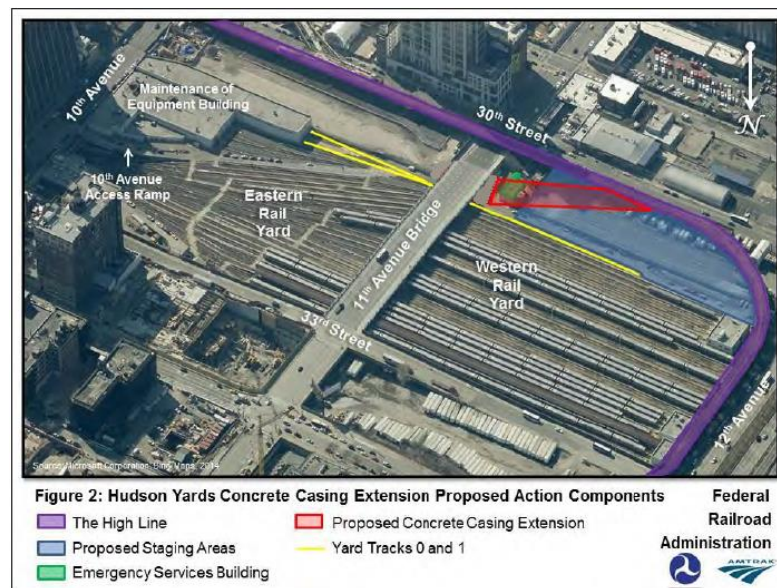 10th Avenue
Maintenance of
Equipment Building
30th Street
N
10th Avenue
Access Ramp
Eastern
Rail
Yard
11th Avenue Bridge
Western
Rail
Yard
33rd Street
12th Avenue
Source: Microsoft Corporation, Bing Maps, 2014
Figure 2: Hudson Yards Concrete Casing Extension Proposed Action Components
The High Line
Proposed Staging Areas
Emergency Services Building
Proposed Concrete Casing Extension
Yard Tracks 0 and 1
Federal
Railroad
Administration
AMTRAK